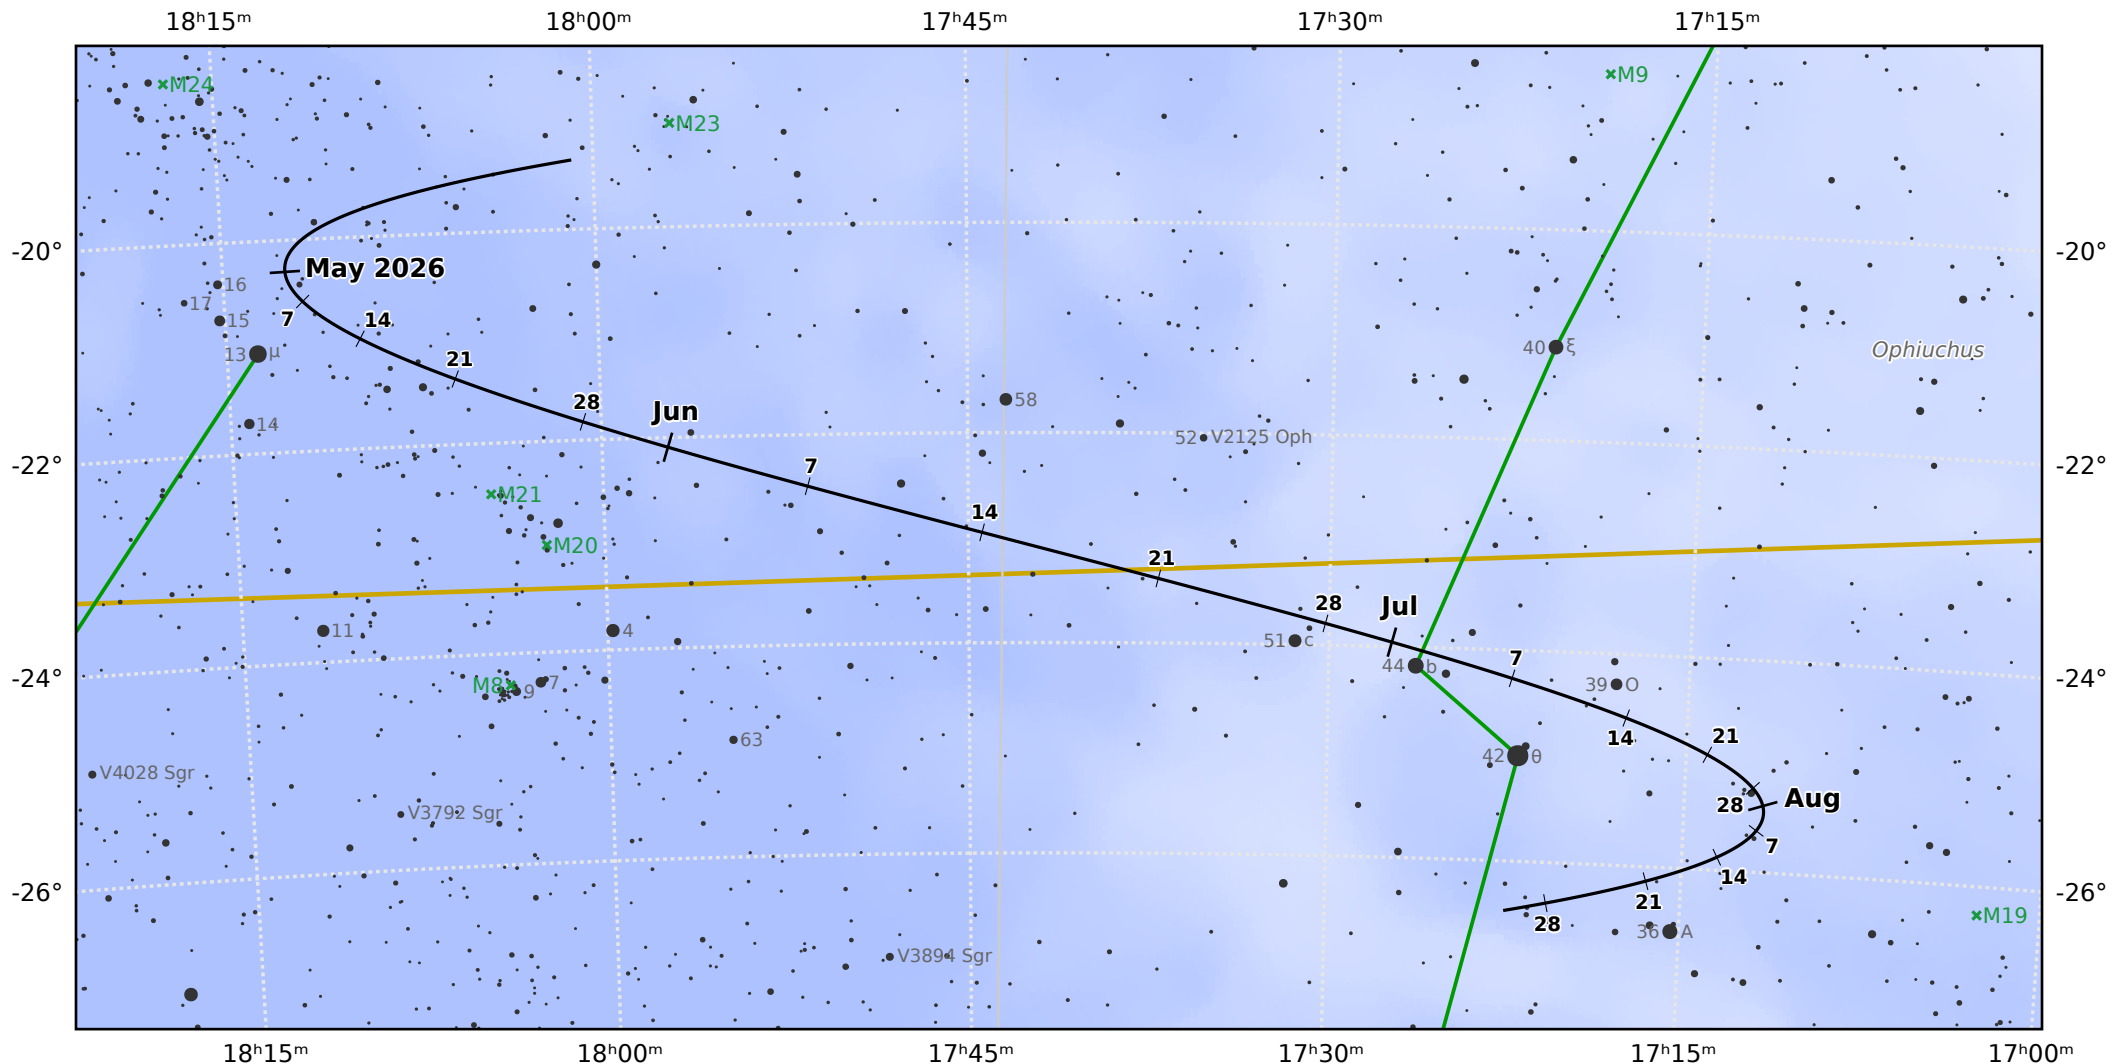 18ʰ15ᵐ 18ʰ00ᵐ 17ʰ45ᵐ 17ʰ30ᵐ 17ʰ15ᵐ
M9
M24
M23
-20° -20°
May 2026
16
17
7 14
15
13 μ
40 ξ
Ophiuchus
21
58
28
Jun
14
52 V2125 Oph
-22° -22°
7
M21
14
M20
21
28
Jul
11
4
51 c
7
44 b
-24° -24°
M8 9 7
39 O
14
21
63
42 θ
V4028 Sgr
28
Aug
V3792 Sgr
7
14
-26° -26°
21
M19
28
36 A
V3894 Sgr
18ʰ15ᵐ 18ʰ00ᵐ 17ʰ45ᵐ 17ʰ30ᵐ 17ʰ15ᵐ 17ʰ00ᵐ